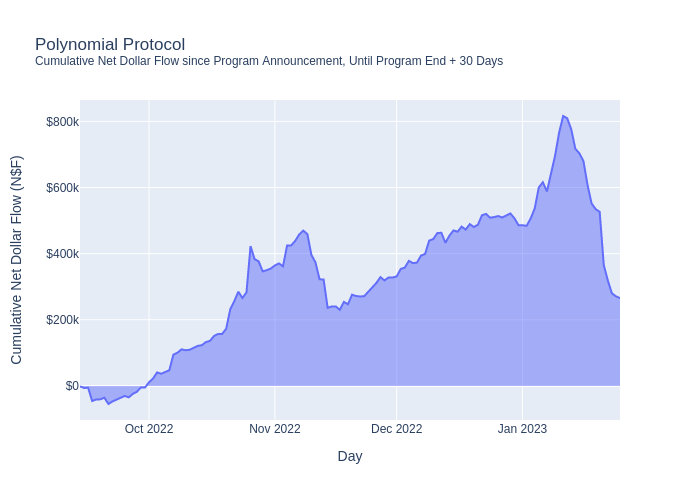 Polynomial Protocol
Cumulative Net Dollar Flow since Program Announcement, Until Program End + 30 Days
Cumulative Net Dollar Flow (N$F)
$800k
$600k
$400k
$200k
$0
Oct 2022
Nov 2022
Dec 2022
Jan 2023
Day